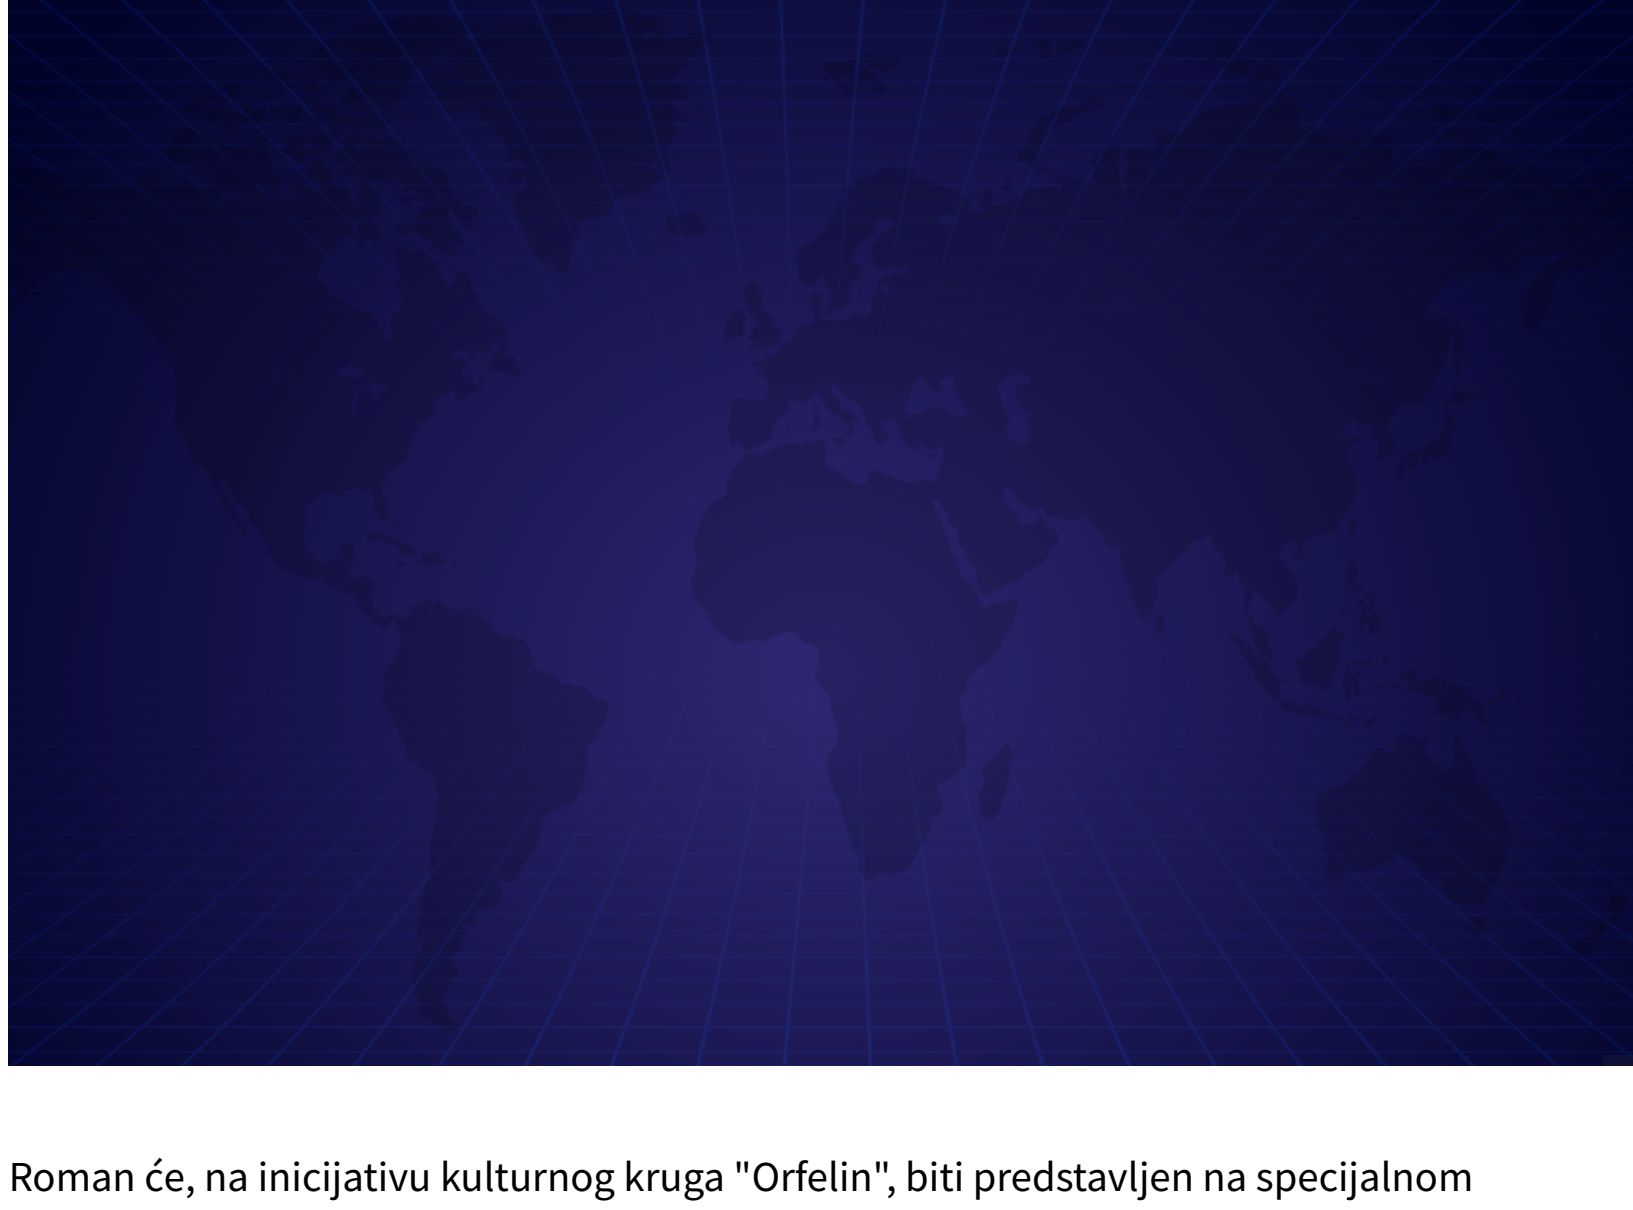 Roman će, na inicijativu kulturnog kruga "Orfelin", biti predstavljen na specijalnom